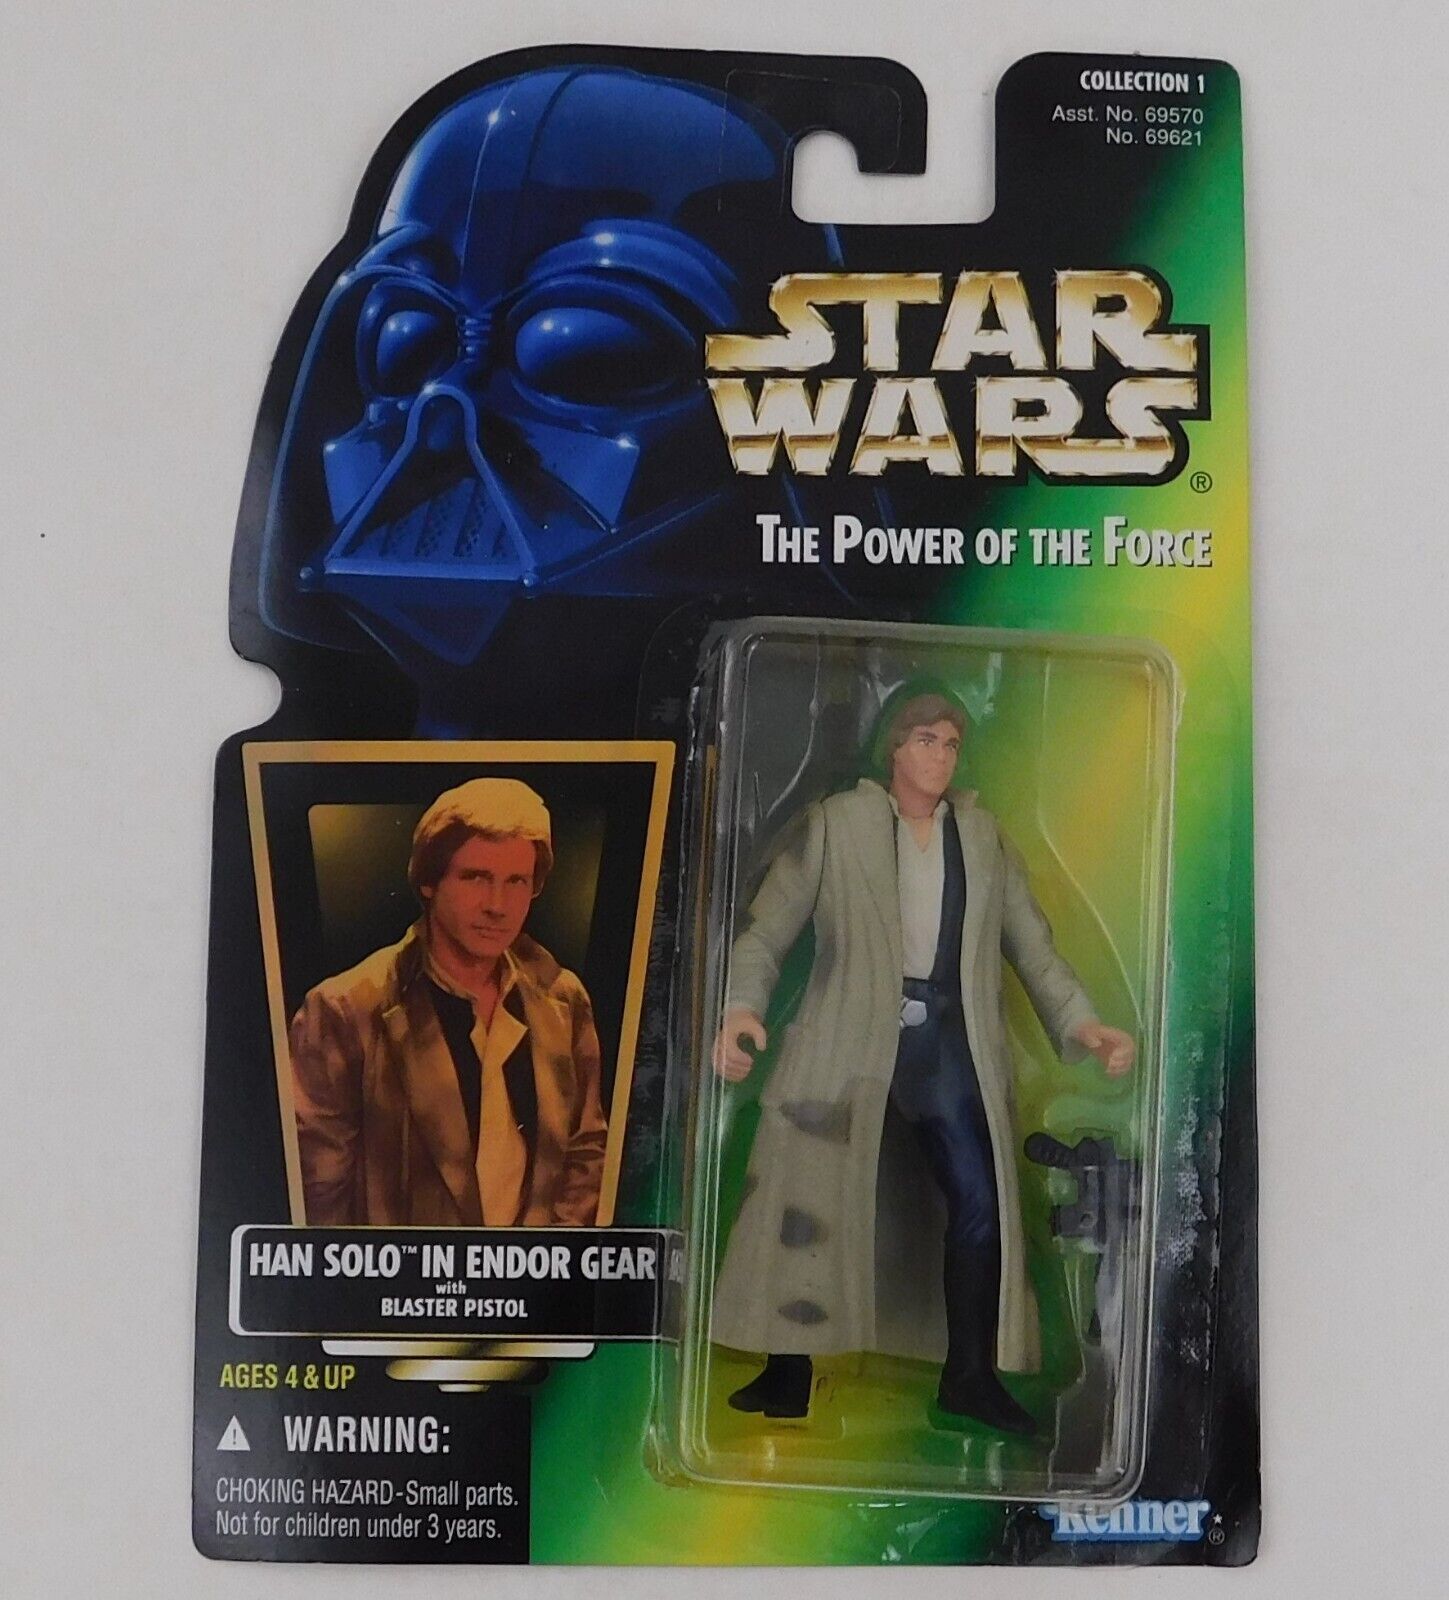 COLLECTION 1
Asst. No. 69570
No. 69621
STAR
WARS®
THE POWER OF THE FORCE
HAN SOLO™ IN ENDOR GEAR
with
BLASTER PISTOL
AGES 4 & UP
WARNING:
CHOKING HAZARD-Small parts.
Not for children under 3 years.
Kenner®